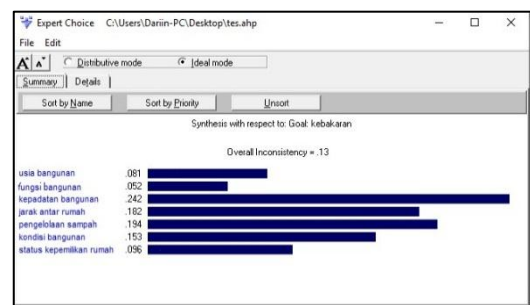 Expert Choice C:\Users\Dariin-PC\Desktop\tes.ahp
File Edit
A A Distributive mode Ideal mode
Summary Details
Sort by Name Sort by Priority Unsort
Synthesis with respect to: Goal: kebakaran
Overall Inconsistency = .13
usia bangunan .081
fungsi bangunan .052
kepadatan bangunan .242
jarak antar rumah .182
pengelolaan sampah .194
kondisi bangunan .153
status kepemilikan rumah .096